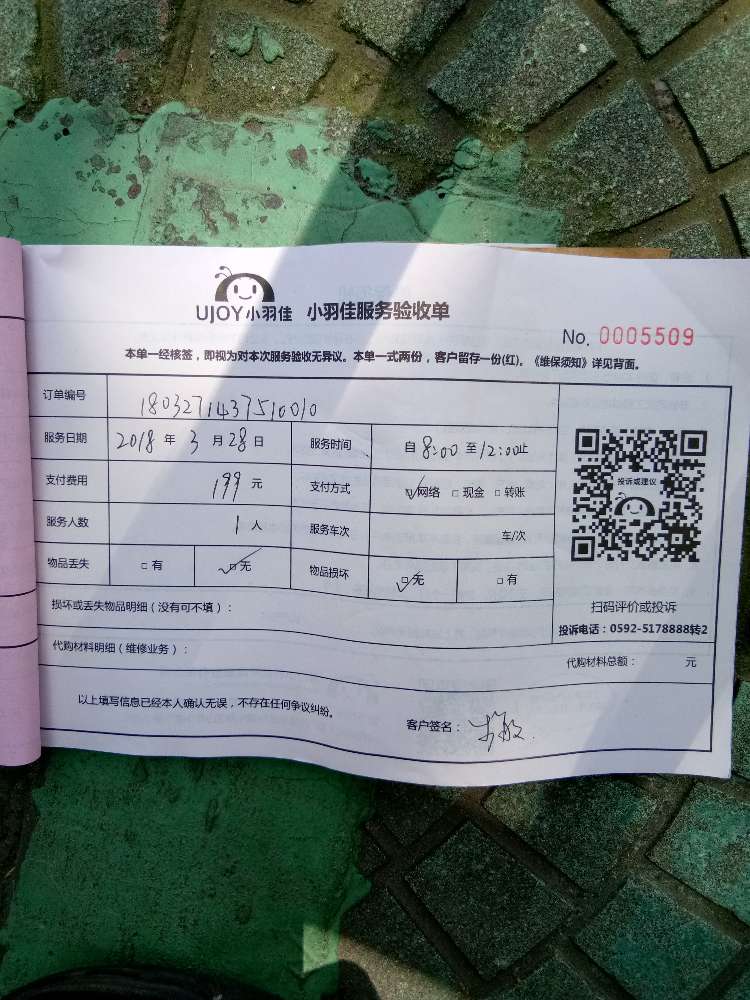 UJOY小羽佳 小羽佳服务验收单
No. 0005509
本单一经核签，即视为对本次服务验收无异议。本单一式两份，客户留存一份(红)。《维保须知》详见背面。
订单编号 1803271437510010
服务日期 2018 年 3 月 28 日 服务时间 自 8:00 至 12:00 止
支付费用 199 元 支付方式 ☑网络 □现金 □转账
服务人数 1 人 服务车次 车/次
物品丢失 □有 ☑无 物品损坏 ☑无 □有
投诉或建议
扫码评价或投诉
投诉电话：0592-5178888转2
损坏或丢失物品明细（没有可不填）：
代购材料明细（维修业务）： 代购材料总额： 元
以上填写信息已经本人确认无误，不存在任何争议纠纷。
客户签名：